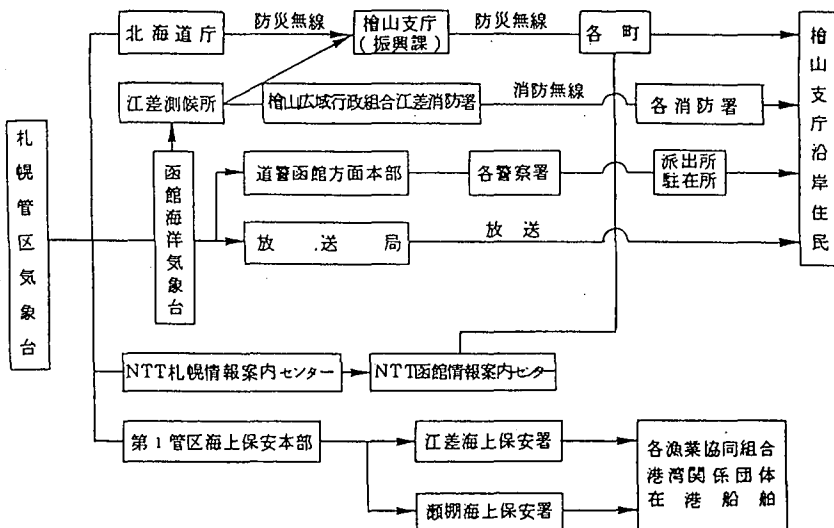 札幌管区気象台
北海道庁
防災無線
檜山支庁
(振興課)
防災無線
各町
檜山支庁沿岸住民
江差測候所
檜山広域行政組合江差消防署
消防無線
各消防署
函館海洋気象台
道警函館方面本部
各警察署
派出所
駐在所
放送局
放送
NTT札幌情報案内センター
NTT函館情報案内センタ
第1管区海上保安本部
江差海上保安署
瀬棚海上保安署
各漁業協同組合
港湾関係団体
在港船舶